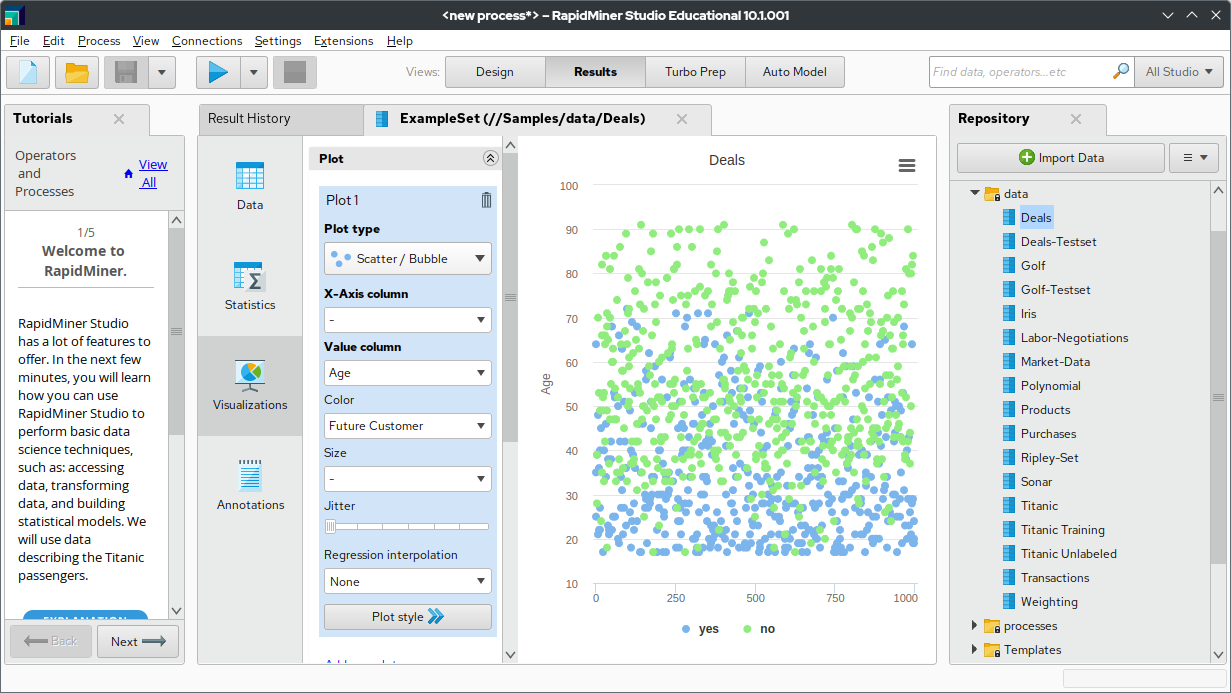 <new process*> – RapidMiner Studio Educational 10.1.001
File Edit Process View Connections Settings Extensions Help
Views:
Design
Results
Turbo Prep
Auto Model
Find data, operators...etc
All Studio
Tutorials
Operators
and
Processes
View
All
1/5
Welcome to
RapidMiner.
RapidMiner Studio
has a lot of features to
offer. In the next few
minutes, you will learn
how you can use
RapidMiner Studio to
perform basic data
science techniques,
such as: accessing
data, transforming
data, and building
statistical models. We
will use data
describing the Titanic
passengers.
Back
Next
Result History
ExampleSet (//Samples/data/Deals)
Data
Statistics
Visualizations
Annotations
Plot
Plot 1
Plot type
Scatter / Bubble
X-Axis column
-
Value column
Age
Color
Future Customer
Size
-
Jitter
Regression interpolation
None
Plot style
Deals
Age
100
90
80
70
60
50
40
30
20
10
0 250 500 750 1000
yes no
Repository
Import Data
data
Deals
Deals-Testset
Golf
Golf-Testset
Iris
Labor-Negotiations
Market-Data
Polynomial
Products
Purchases
Ripley-Set
Sonar
Titanic
Titanic Training
Titanic Unlabeled
Transactions
Weighting
processes
Templates